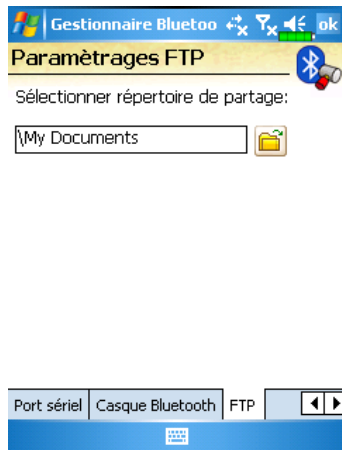 Gestionnaire Bluetoo ok
Paramètrages FTP
Sélectionner répertoire de partage:
\My Documents
Port sériel Casque Bluetooth FTP